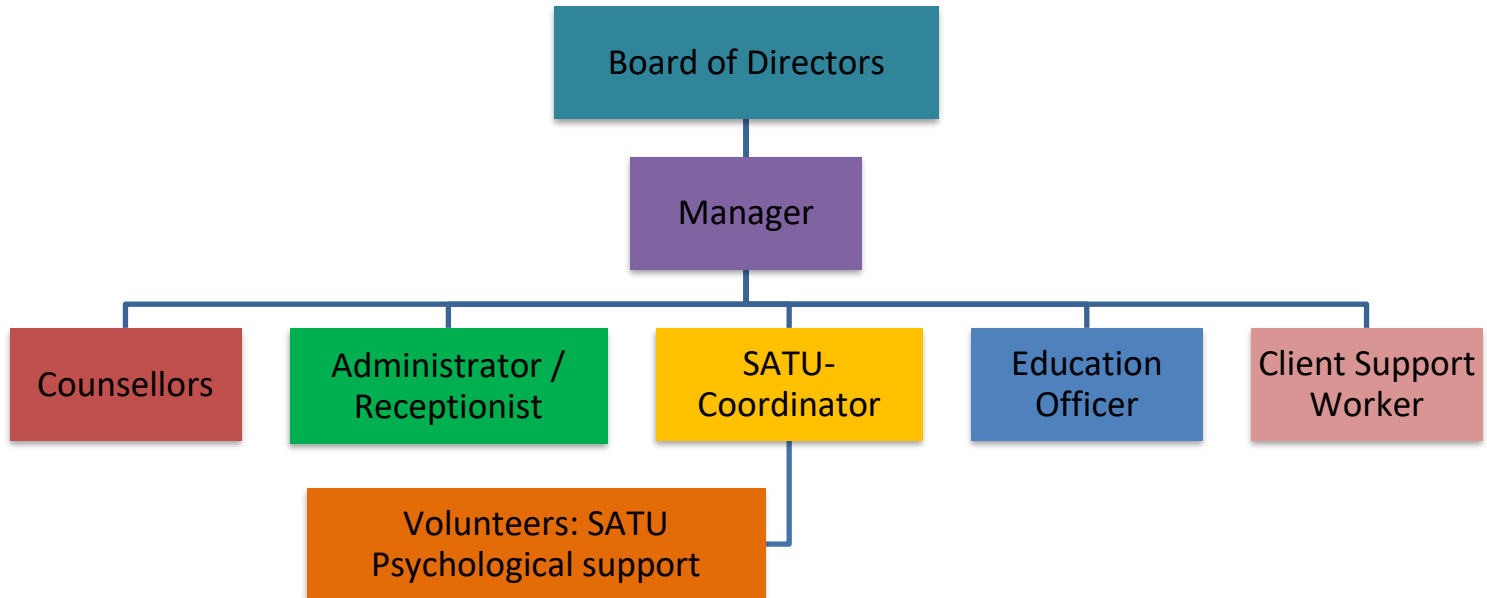 Board of Directors
Manager
Counsellors
Administrator /
Receptionist
SATU-
Coordinator
Education
Officer
Client Support
Worker
Volunteers: SATU
Psychological support